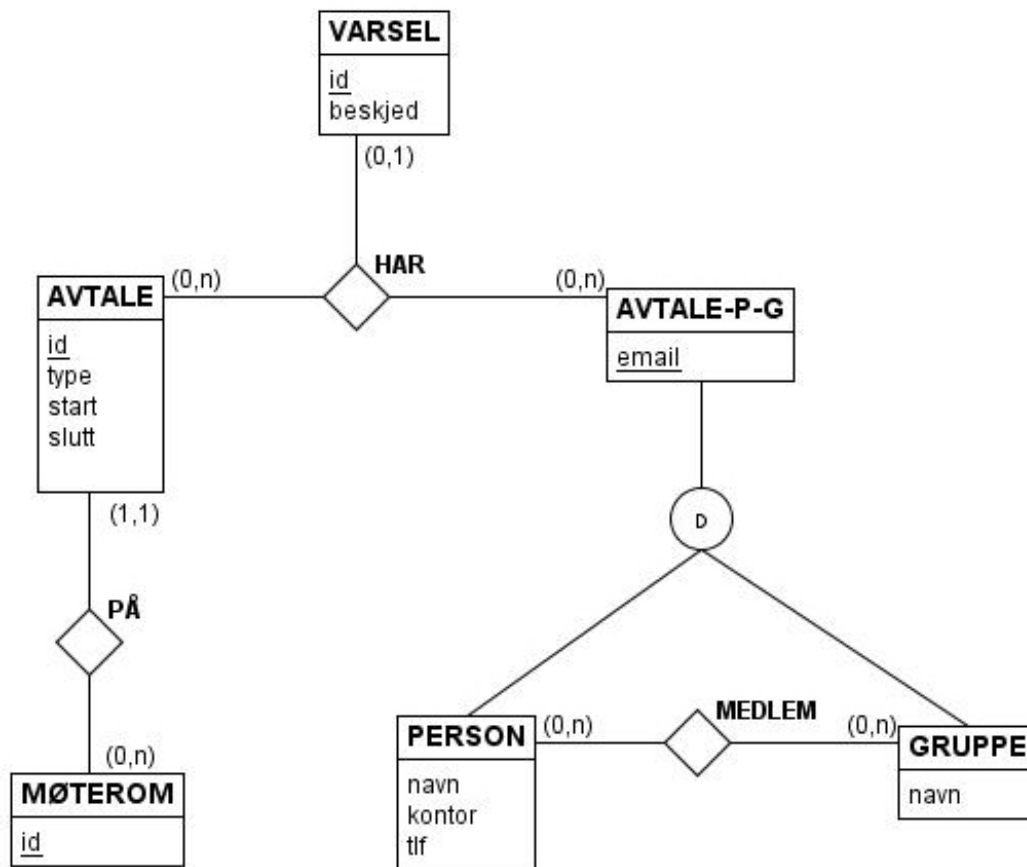 VARSEL
id
beskjed
(0,1)
HAR
(0,n)
(0,n)
AVTALE
id
type
start
slutt
AVTALE-P-G
email
(1,1)
D
PÅ
(0,n)
MØTEROM
id
PERSON
navn
kontor
tlf
(0,n)
MEDLEM
(0,n)
GRUPPE
navn